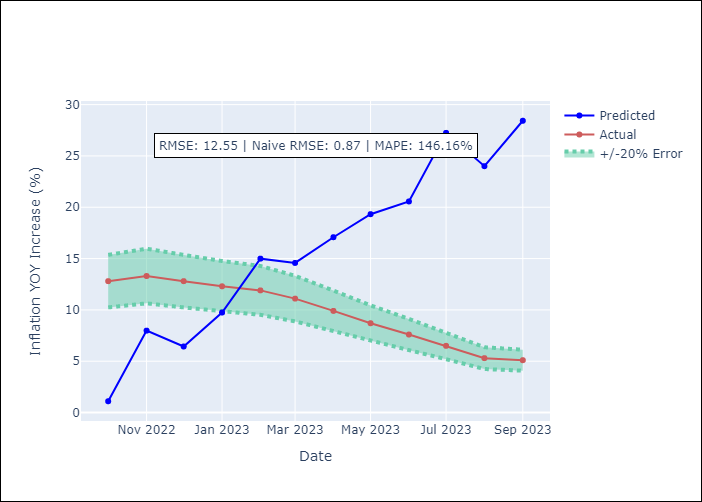 30
25
20
15
10
5
0
Inflation YOY Increase (%)
RMSE: 12.55 | Naive RMSE: 0.87 | MAPE: 146.16%
Nov 2022 Jan 2023 Mar 2023 May 2023 Jul 2023 Sep 2023
Date
Predicted
Actual
+/-20% Error